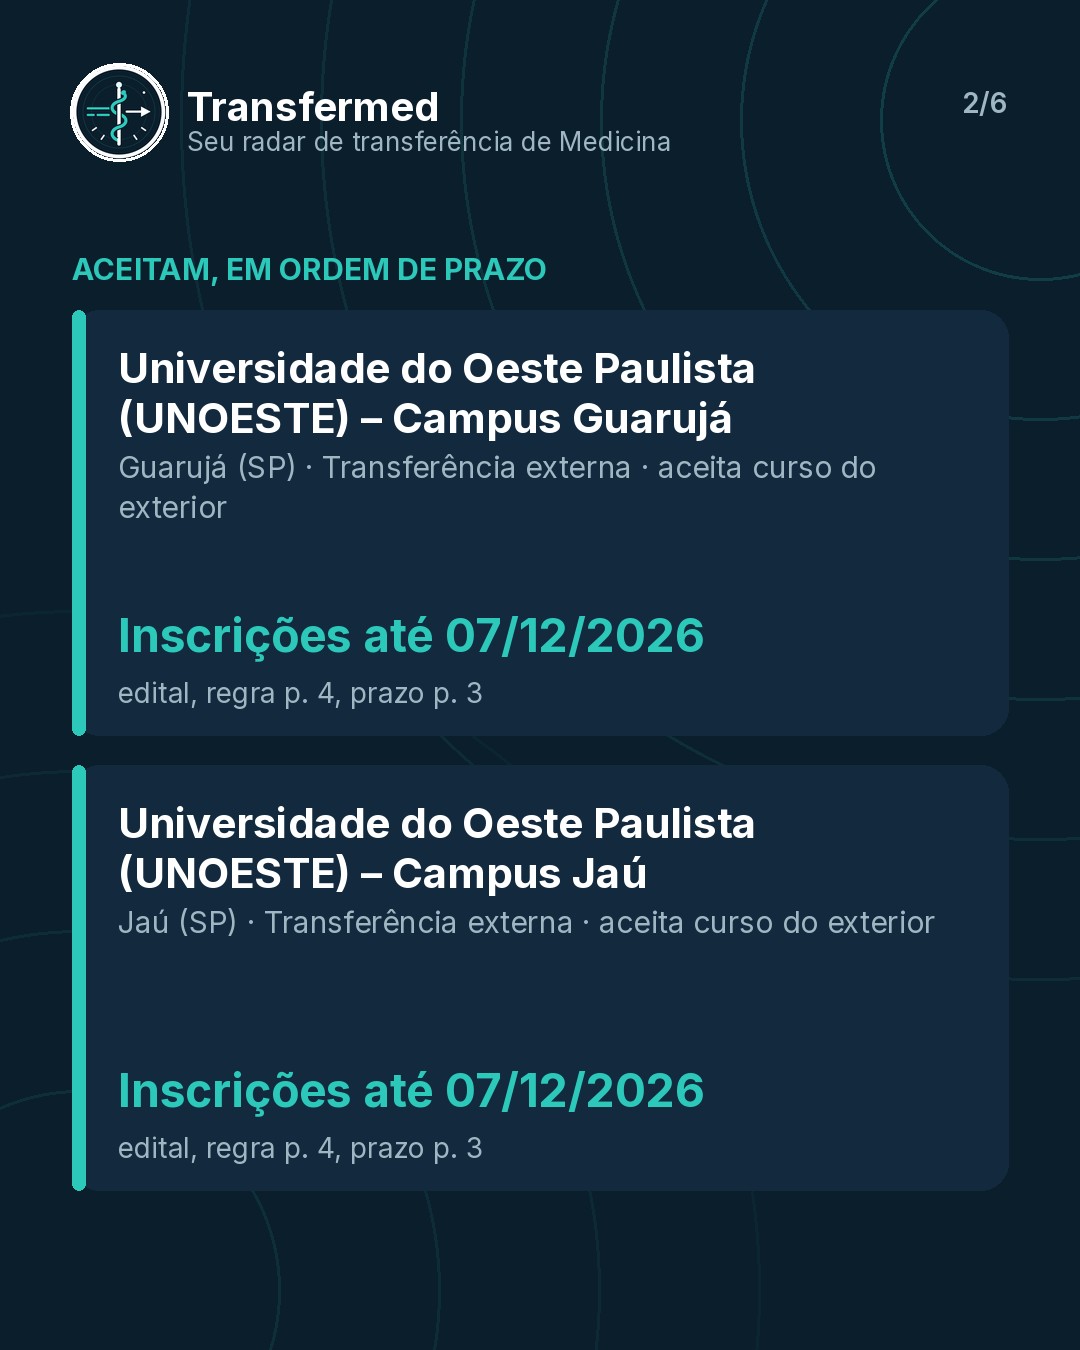 Transfermed
Seu radar de transferência de Medicina
2/6
ACEITAM, EM ORDEM DE PRAZO
Universidade do Oeste Paulista
(UNOESTE) – Campus Guarujá
Guarujá (SP) · Transferência externa · aceita curso do
exterior
Inscrições até 07/12/2026
edital, regra p. 4, prazo p. 3
Universidade do Oeste Paulista
(UNOESTE) – Campus Jaú
Jaú (SP) · Transferência externa · aceita curso do exterior
Inscrições até 07/12/2026
edital, regra p. 4, prazo p. 3